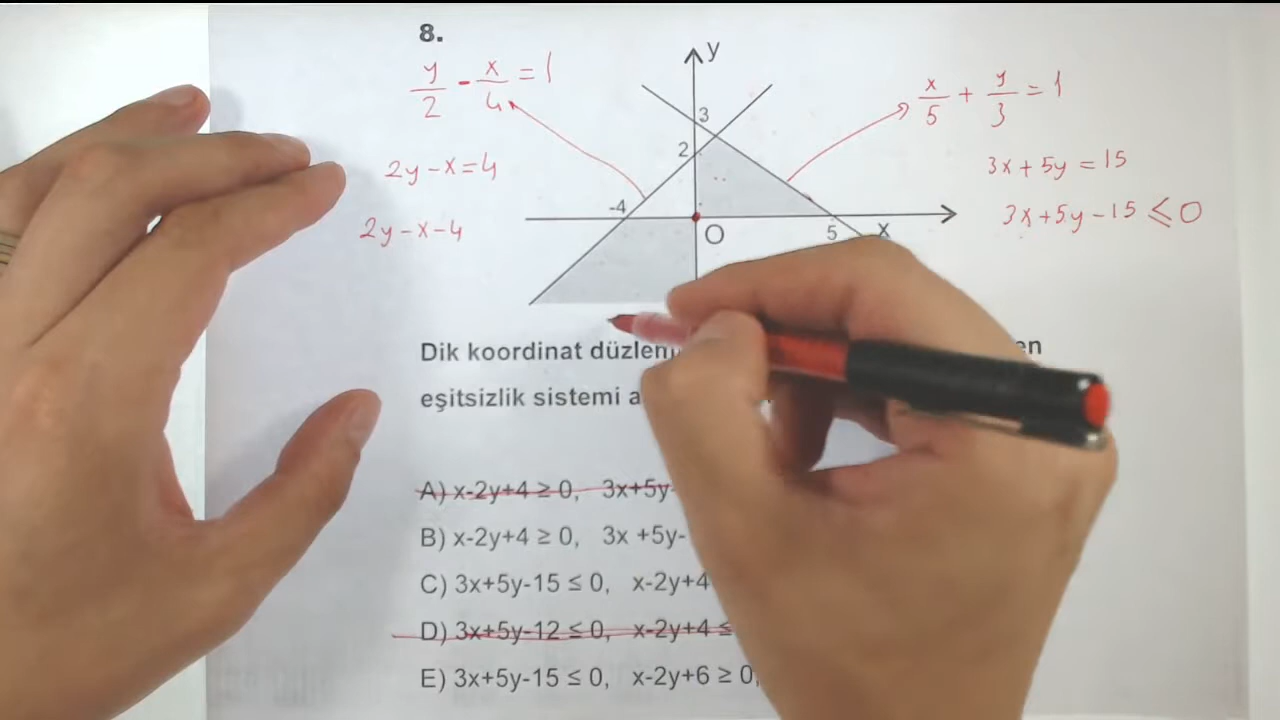 8.
y/2 - x/4 = 1
2y-x=4
2y-x-4
x/5 + y/3 = 1
3x+5y=15
3x+5y-15 ≤ 0
y
3
2
-4
O
5
x
Dik koordinat
eşitsizlik sistemi
A) x-2y+4 ≥ 0, 3x+5y-
B) x-2y+4 ≥ 0, 3x +5y-
C) 3x+5y-15 ≤ 0, x-2y+4
D) 3x+5y-12 ≤ 0, x-2y+4 ≤
E) 3x+5y-15 ≤ 0, x-2y+6 ≥ 0,